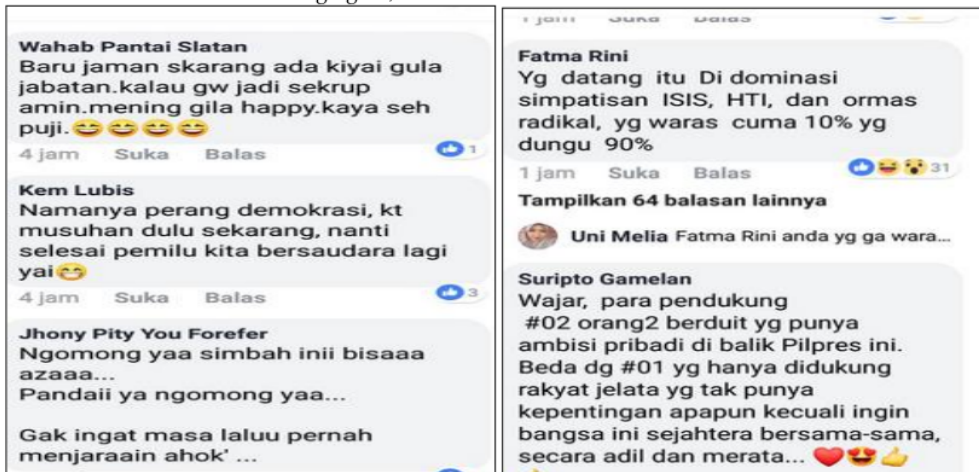 Wahab Pantai Slatan
Baru jaman skarang ada kiyai gula
jabatan.kalau gw jadi sekrup
amin.mening gila happy.kaya seh
puji.😄😄😄😄
4 jam Suka Balas 1
Kem Lubis
Namanya perang demokrasi, kt
musuhan dulu sekarang, nanti
selesai pemilu kita bersaudara lagi
yai😁
4 jam Suka Balas 3
Jhony Pity You Forefer
Ngomong yaa simbah inii bisaaa
azaaa...
Pandaii ya ngomong yaa...
Gak ingat masa laluu pernah
menjaraain ahok' ...
1 jam Suka Balas
Fatma Rini
Yg datang itu Di dominasi
simpatisan ISIS, HTI, dan ormas
radikal, yg waras cuma 10% yg
dungu 90%
1 jam Suka Balas 31
Tampilkan 64 balasan lainnya
Uni Melia Fatma Rini anda yg ga wara...
Suripto Gamelan
Wajar, para pendukung
#02 orang2 berduit yg punya
ambisi pribadi di balik Pilpres ini.
Beda dg #01 yg hanya didukung
rakyat jelata yg tak punya
kepentingan apapun kecuali ingin
bangsa ini sejahtera bersama-sama,
secara adil dan merata... ❤️😍👍